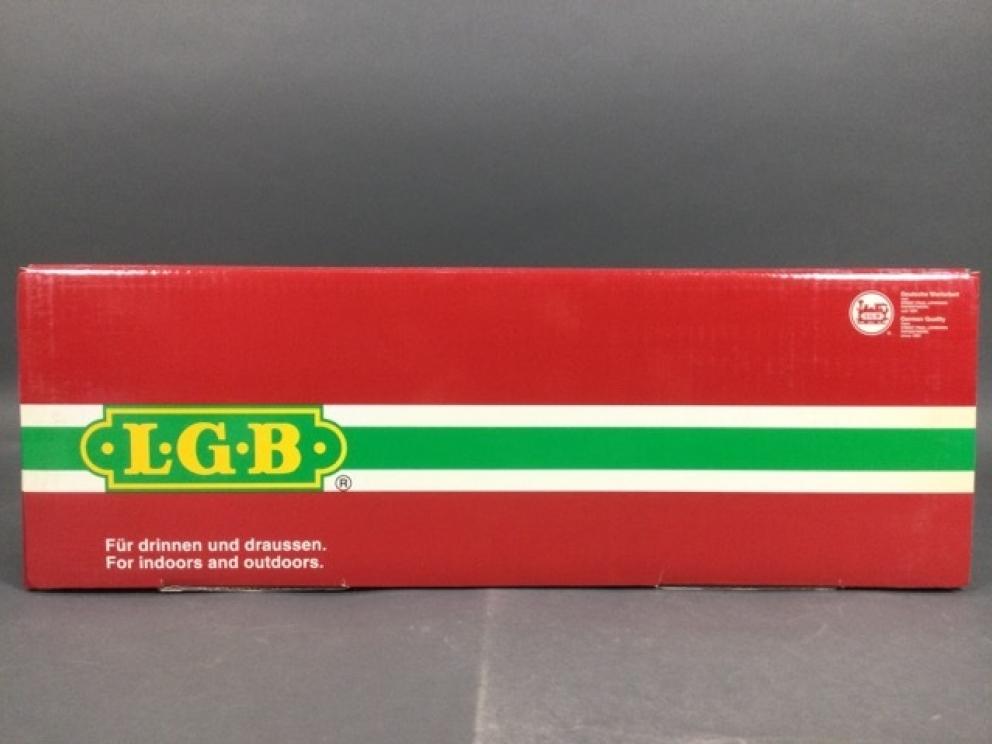 Deutsche Wertarbeit
German Quality
L·G·B
®
Für drinnen und draussen.
For indoors and outdoors.